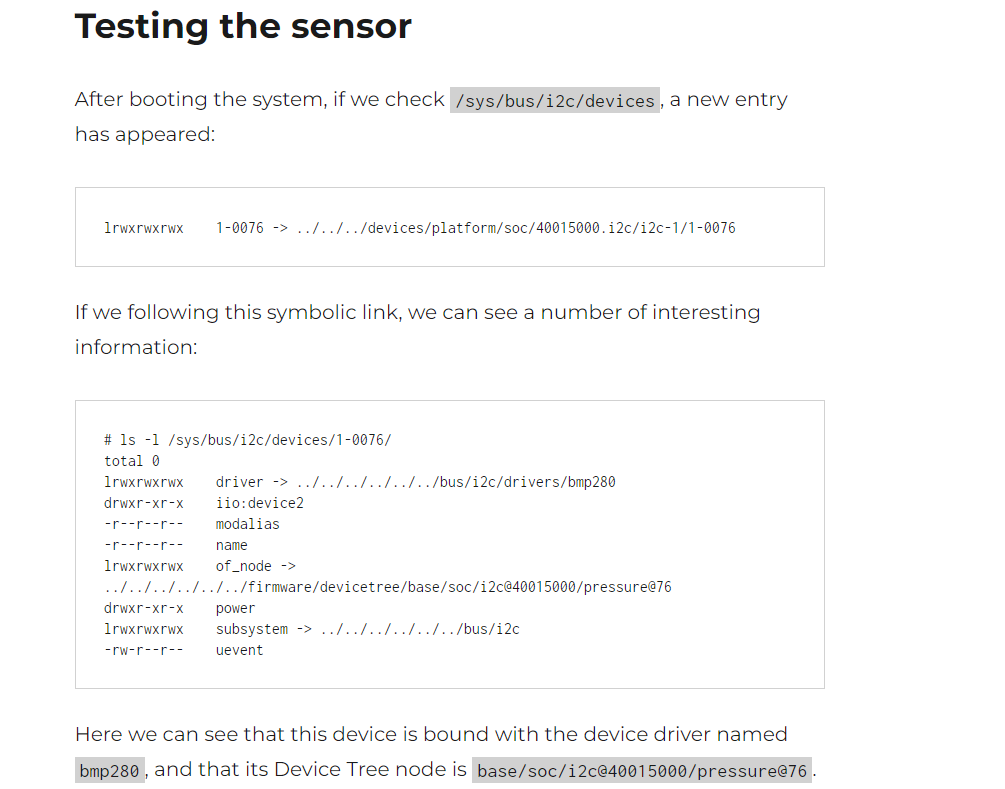 Testing the sensor
After booting the system, if we check /sys/bus/i2c/devices, a new entry
has appeared:
lrwxrwxrwx    1-0076 -> ../../../devices/platform/soc/40015000.i2c/i2c-1/1-0076
If we following this symbolic link, we can see a number of interesting
information:
# ls -l /sys/bus/i2c/devices/1-0076/
total 0
lrwxrwxrwx    driver -> ../../../../../../bus/i2c/drivers/bmp280
drwxr-xr-x    iio:device2
-r--r--r--    modalias
-r--r--r--    name
lrwxrwxrwx    of_node ->
../../../../../../firmware/devicetree/base/soc/i2c@40015000/pressure@76
drwxr-xr-x    power
lrwxrwxrwx    subsystem -> ../../../../../../bus/i2c
-rw-r--r--    uevent
Here we can see that this device is bound with the device driver named
bmp280, and that its Device Tree node is base/soc/i2c@40015000/pressure@76.